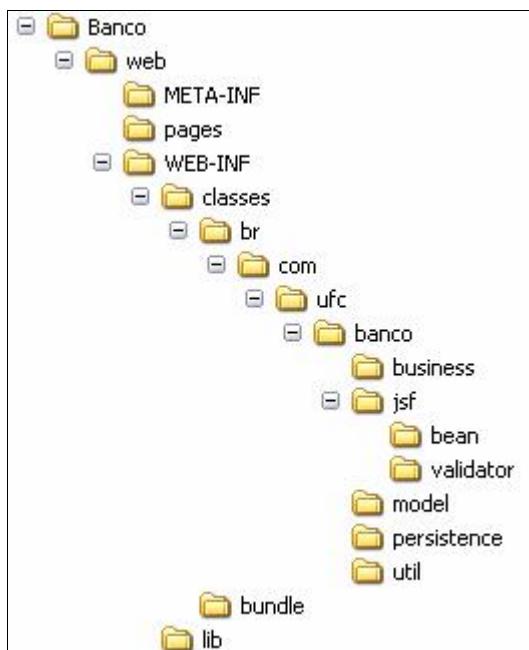 Banco
web
META-INF
pages
WEB-INF
classes
br
com
ufc
banco
business
jsf
bean
validator
model
persistence
util
bundle
lib